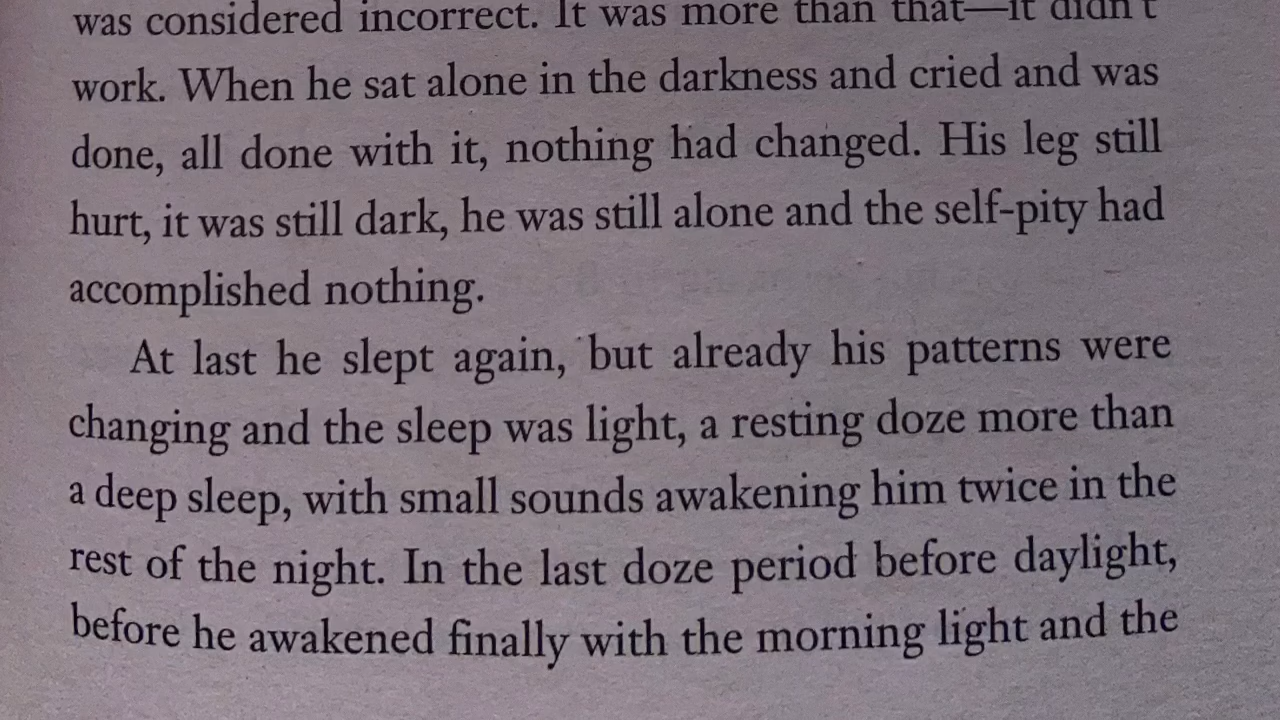 was considered incorrect. It was more than that—it didn't
work. When he sat alone in the darkness and cried and was
done, all done with it, nothing had changed. His leg still
hurt, it was still dark, he was still alone and the self-pity had
accomplished nothing.
At last he slept again, but already his patterns were
changing and the sleep was light, a resting doze more than
a deep sleep, with small sounds awakening him twice in the
rest of the night. In the last doze period before daylight,
before he awakened finally with the morning light and the